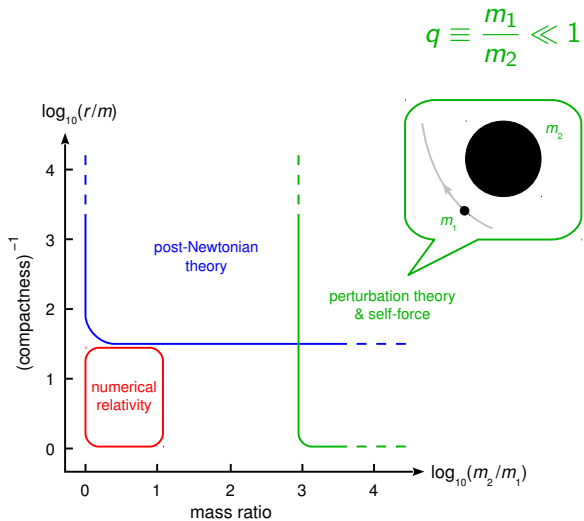 q ≡ m₁/m₂ ≪ 1
log₁₀(r/m)
m₂
m₁
4
3
2
1
0
(compactness)⁻¹
post-Newtonian
theory
perturbation theory
& self-force
numerical
relativity
0
1
2
3
4
log₁₀(m₂/m₁)
mass ratio